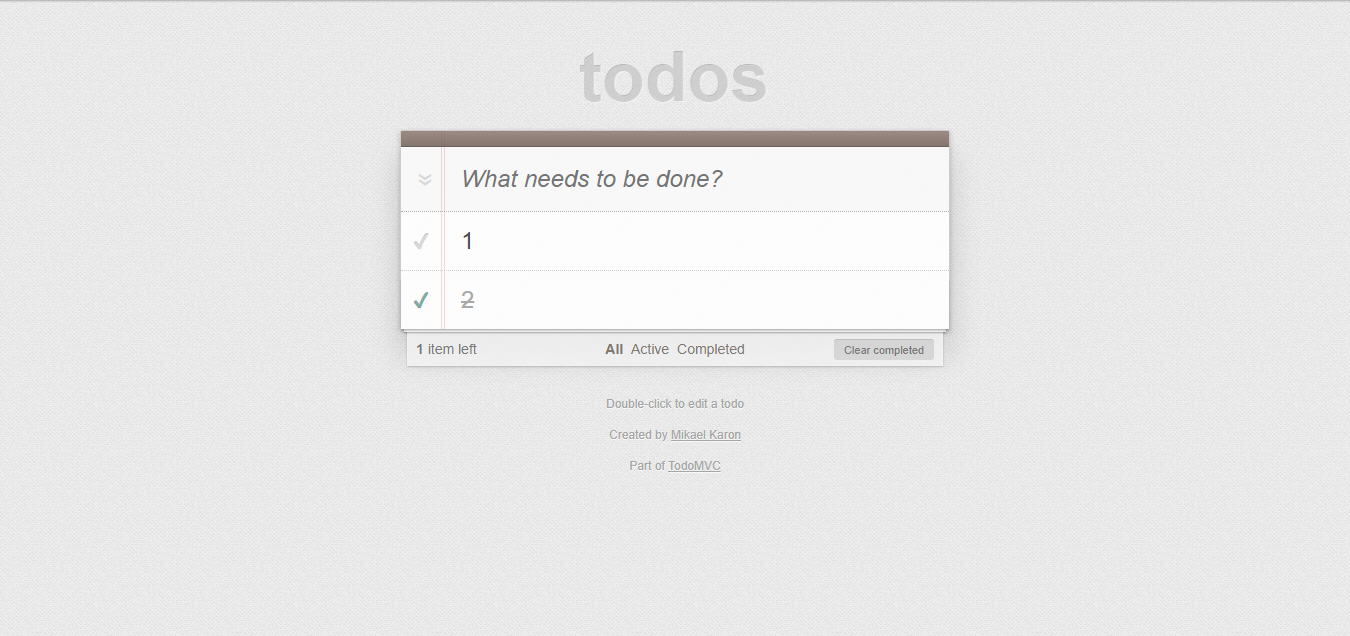 todos
What needs to be done?
1
2
1 item left All Active Completed Clear completed
Double-click to edit a todo
Created by Mikael Karon
Part of TodoMVC